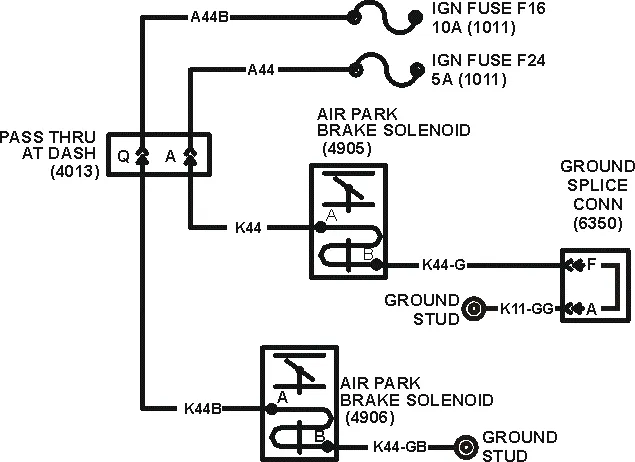 A44B
IGN FUSE F16
10A (1011)
A44
IGN FUSE F24
5A (1011)
AIR PARK
BRAKE SOLENOID
(4905)
PASS THRU
AT DASH
(4013)
Q
A
GROUND
SPLICE
CONN
(6350)
A
K44
B
K44-G
F
GROUND
STUD
K11-GG
A
AIR PARK
BRAKE SOLENOID
(4906)
A
K44B
B
K44-GB
GROUND
STUD